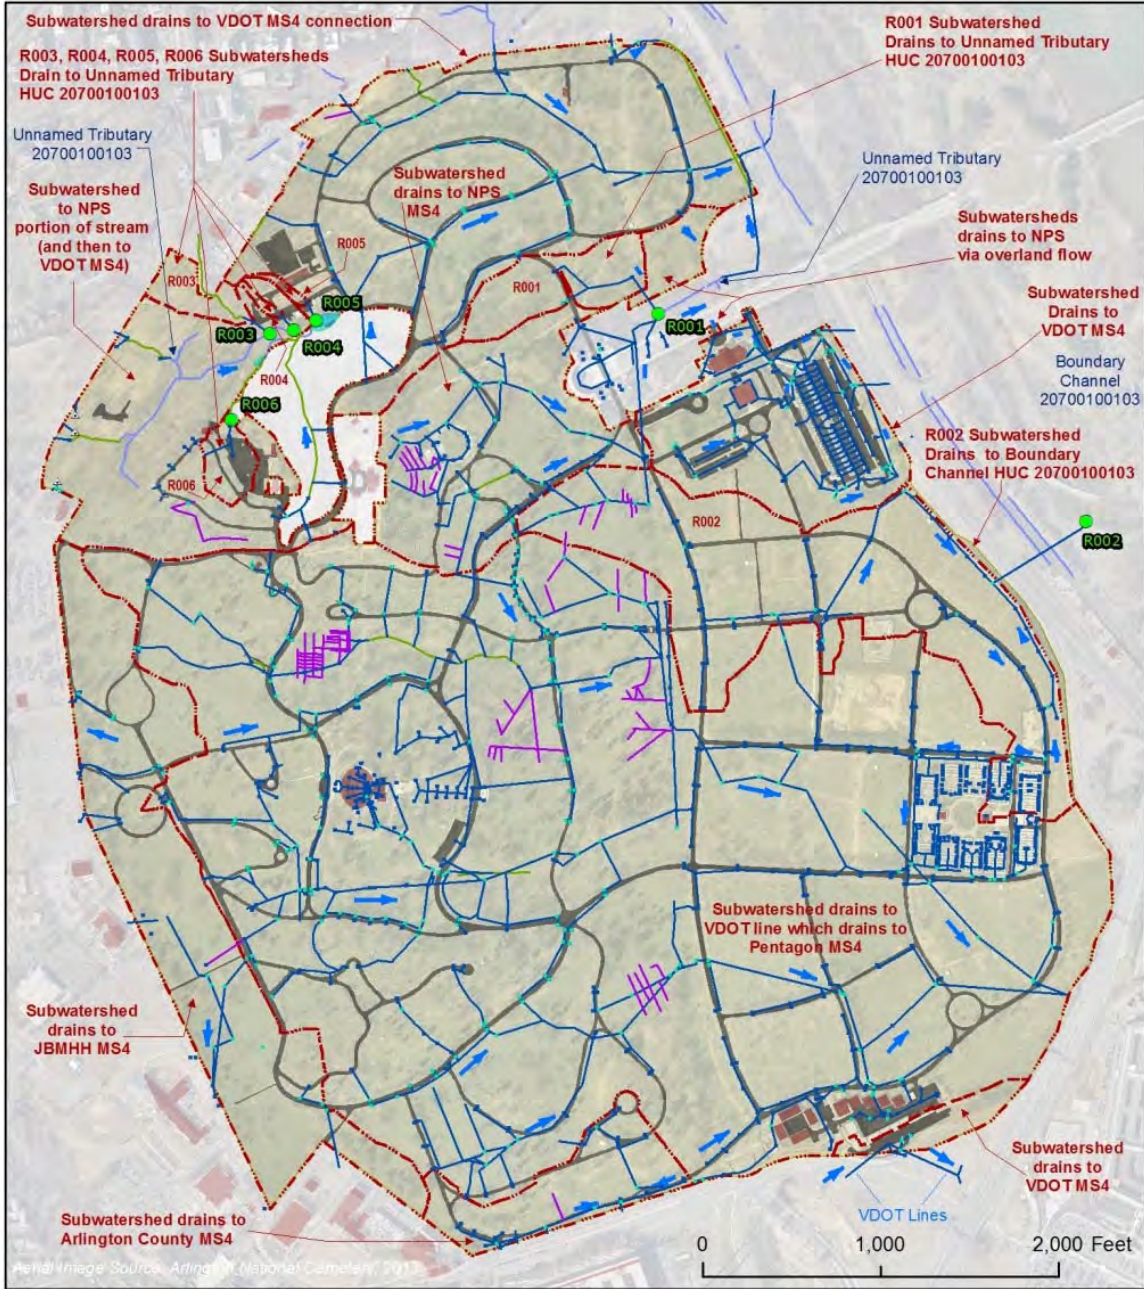 Subwatershed drains to VDOT MS4 connection
R003, R004, R005, R006 Subwatersheds
Drain to Unnamed Tributary
HUC 20700100103
R001 Subwatershed
Drains to Unnamed Tributary
HUC 20700100103
Unnamed Tributary
20700100103
Unnamed Tributary
20700100103
Subwatershed
to NPS
portion of stream
(and then to
VDOT MS4)
Subwatershed
drains to NPS
MS4
Subwatersheds
drains to NPS
via overland flow
R003
R005
R001
Subwatershed
Drains to
VDOT MS4
R005
R003
R004
R001
R004
Boundary
Channel
20700100103
R006
R006
R002 Subwatershed
Drains to Boundary
Channel HUC 20700100103
R002
R002
Subwatershed drains to
VDOT line which drains to
Pentagon MS4
Subwatershed
drains to
JBMHH MS4
Subwatershed
drains to
VDOT MS4
VDOT Lines
Subwatershed drains to
Arlington County MS4
0 1,000 2,000 Feet
Aerial Image Source: Arlington National Cemetery,